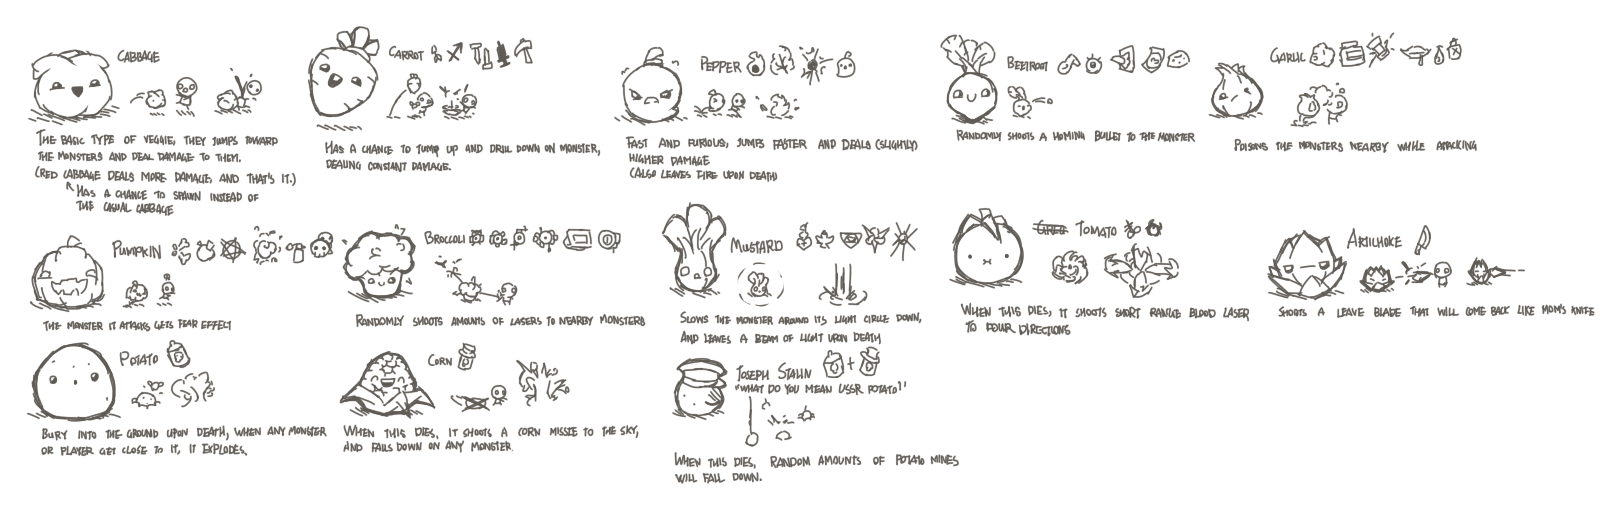 CABBAGE
THE BASIC TYPE OF VEGGIE, THEY JUMPS TOWARD
THE MONSTERS AND DEAL DAMAGE TO THEM.
(RED CABBAGE DEALS MORE DAMAGE, AND THAT'S IT.)
HAS A CHANCE TO SPAWN INSTEAD OF
THE CASUAL CABBAGE
CARROT
HAS A CHANCE TO JUMP UP AND DRILL DOWN ON MONSTER,
DEALING CONSTANT DAMAGE.
PEPPER
FAST AND FURIOUS, JUMPS FASTER AND DEALS (SLIGHTLY)
HIGHER DAMAGE
(ALSO LEAVES FIRE UPON DEATH)
BEETROOT
RANDOMLY SHOOTS A HOMING BULLET TO THE MONSTER
GARLIC
POISONS THE MONSTERS NEARBY WHILE ATTACKING
PUMPKIN
THE MONSTER IT ATTACKS GETS FEAR EFFECT
BROCCOLI
RANDOMLY SHOOTS AMOUNTS OF LASERS TO NEARBY MONSTERS
MUSTARD
SLOWS THE MONSTER AROUND ITS LIGHT CIRCLE DOWN,
AND LEAVES A BEAM OF LIGHT UPON DEATH
TOMATO
WHEN THIS DIES, IT SHOOTS SHORT RANGE BLOOD LASER
TO FOUR DIRECTIONS
ARTICHOKE
SHOOTS A LEAVE BLADE THAT WILL COME BACK LIKE MOM'S KNIFE
POTATO
BURY INTO THE GROUND UPON DEATH, WHEN ANY MONSTER
OR PLAYER GET CLOSE TO IT, IT EXPLODES.
CORN
WHEN THIS DIES, IT SHOOTS A CORN MISSLE TO THE SKY,
AND FALLS DOWN ON ANY MONSTER.
JOSEPH STALIN
"WHAT DO YOU MEAN USSR POTATO?!"
WHEN THIS DIES, RANDOM AMOUNTS OF POTATO MINES
WILL FALL DOWN.